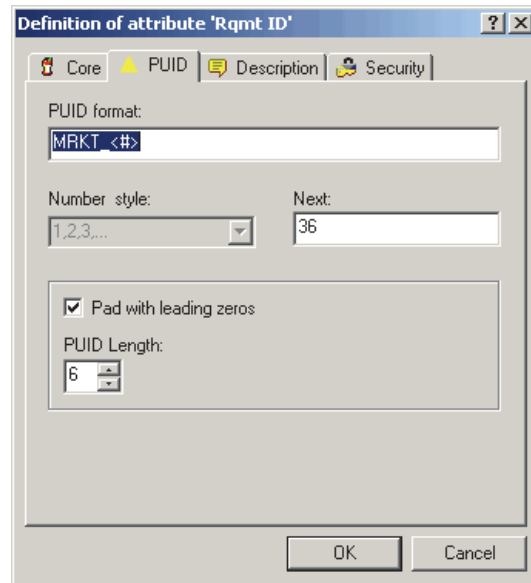 Definition of attribute 'Rqmt ID'
Core PUID Description Security
PUID format:
MRKT_<#>
Number style: Next:
1,2,3,... 36
Pad with leading zeros
PUID Length:
6
OK Cancel